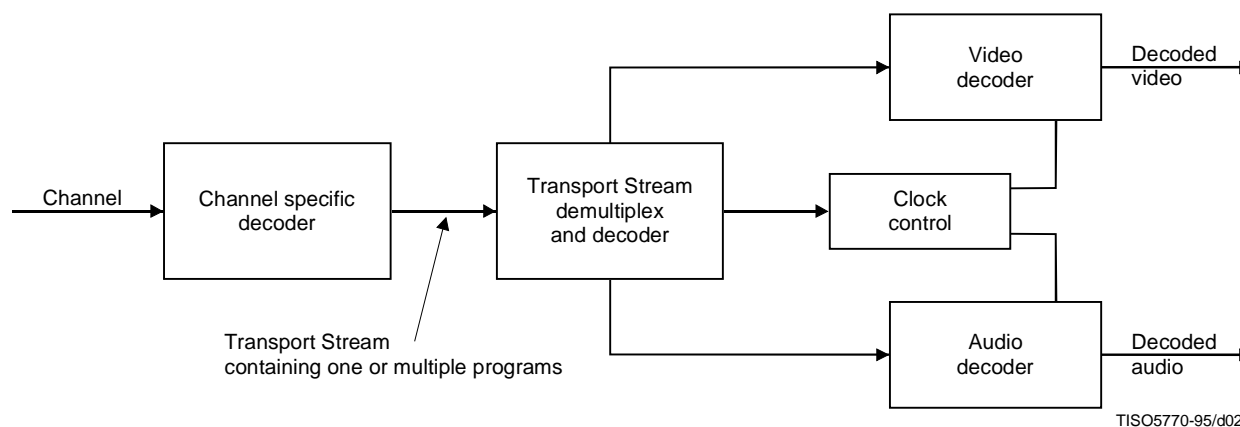 Video
decoder
Decoded
video
Channel
Channel specific
decoder
Transport Stream
demultiplex
and decoder
Clock
control
Transport Stream
containing one or multiple programs
Audio
decoder
Decoded
audio
TISO5770-95/d02